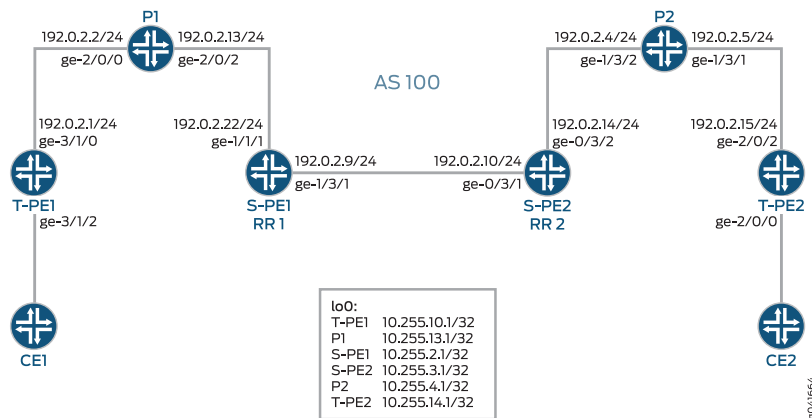 P1
P2
192.0.2.2/24
192.0.2.13/24
ge-2/0/0
ge-2/0/2
192.0.2.4/24
192.0.2.5/24
ge-1/3/2
ge-1/3/1
AS 100
192.0.2.1/24
ge-3/1/0
192.0.2.22/24
ge-1/1/1
192.0.2.14/24
ge-0/3/2
192.0.2.15/24
ge-2/0/2
192.0.2.9/24
ge-1/3/1
192.0.2.10/24
ge-0/3/1
T-PE1
S-PE1
RR 1
S-PE2
RR 2
T-PE2
ge-3/1/2
ge-2/0/0
CE1
CE2
lo0:
T-PE1 10.255.10.1/32
P1 10.255.13.1/32
S-PE1 10.255.2.1/32
S-PE2 10.255.3.1/32
P2 10.255.4.1/32
T-PE2 10.255.14.1/32